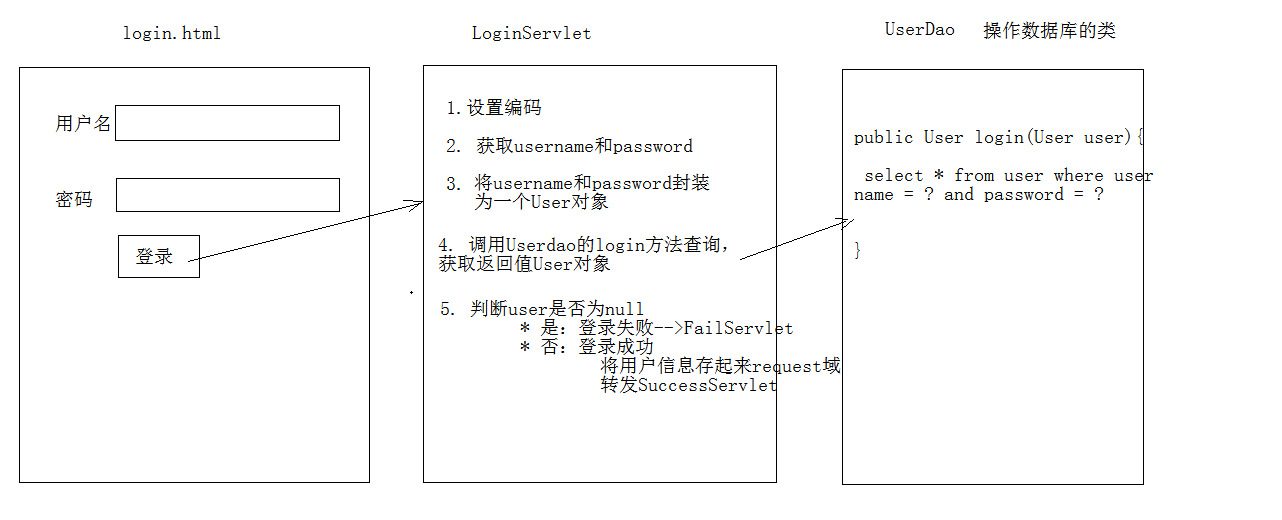 login.html
用户名
密码
登录
LoginServlet
1.设置编码
2. 获取username和password
3. 将username和password封装
为一个User对象
4. 调用Userdao的login方法查询，
获取返回值User对象
5. 判断user是否为null
* 是：登录失败-->FailServlet
* 否：登录成功
将用户信息存起来request域
转发SuccessServlet
UserDao 操作数据库的类
public User login(User user){
select * from user where user
name = ? and password = ?
}